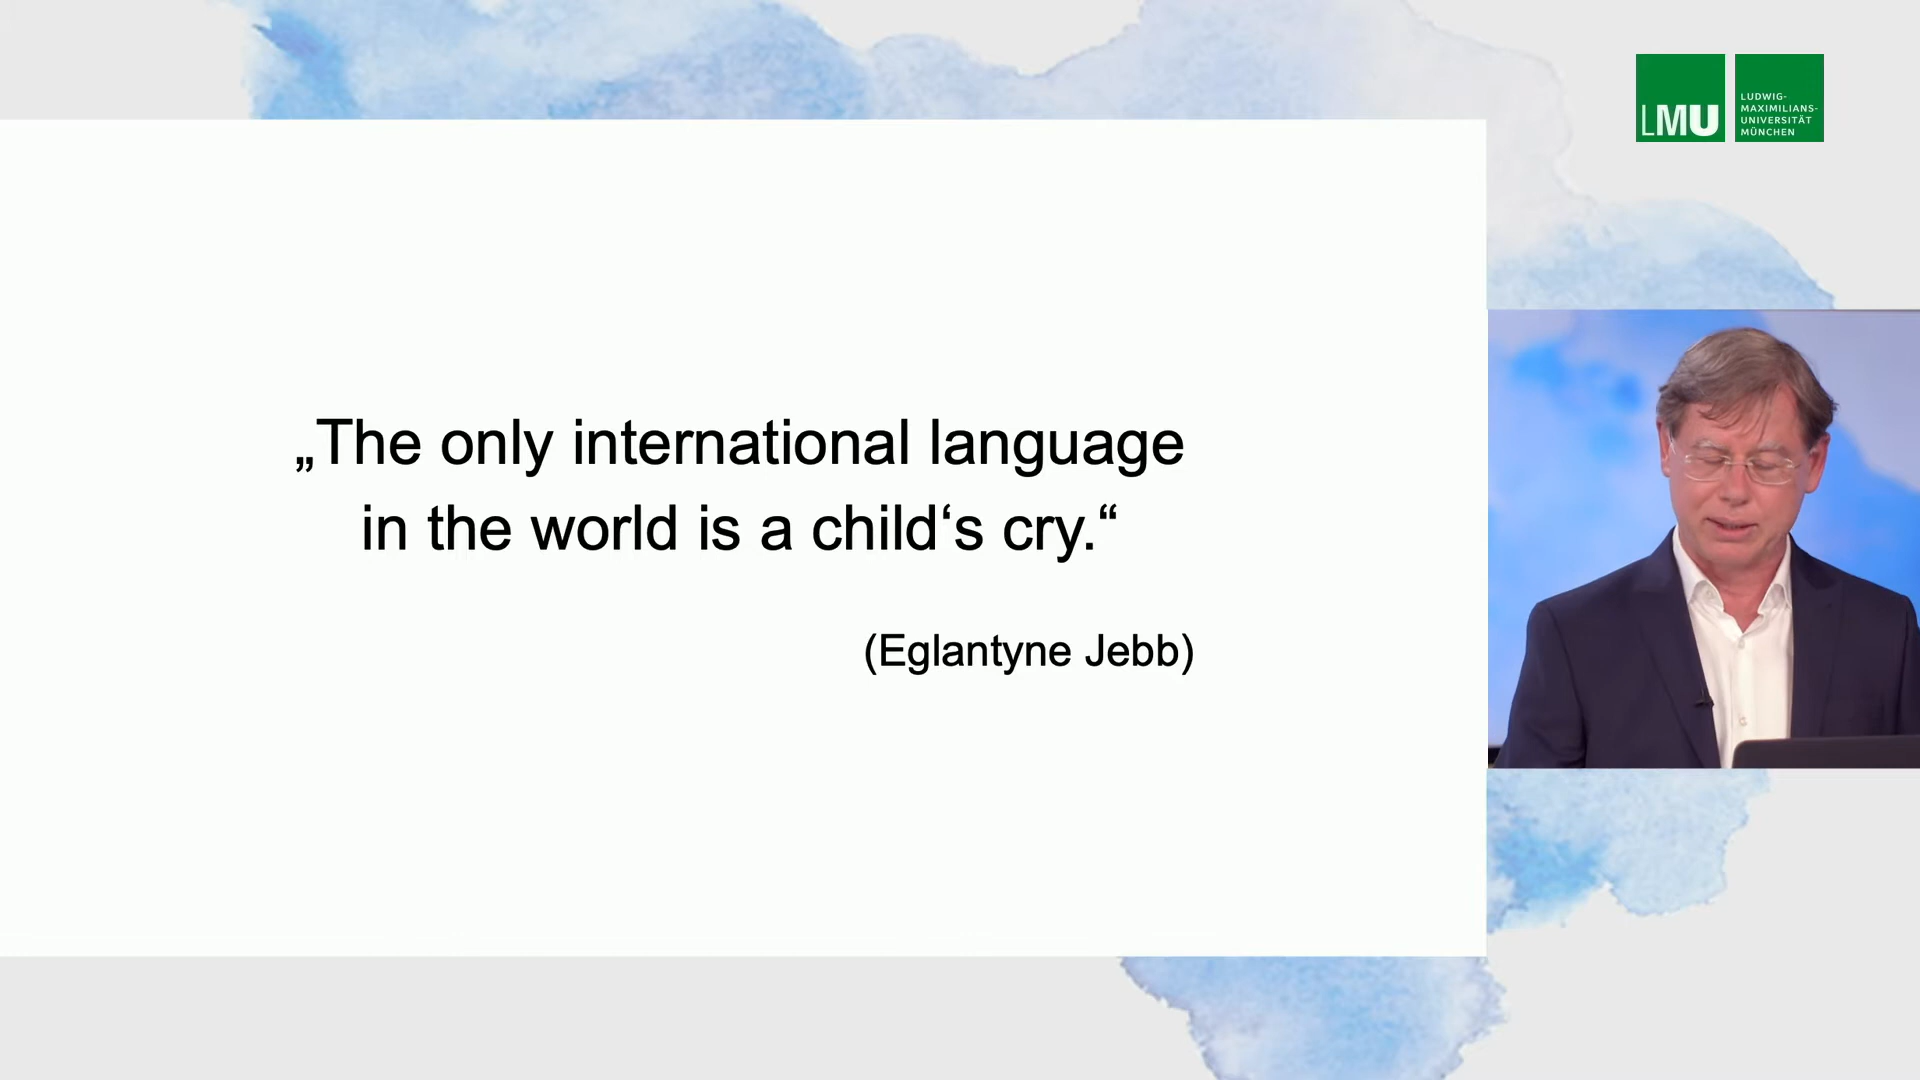 LMU
LUDWIG-
MAXIMILIANS-
UNIVERSITÄT
MÜNCHEN
„The only international language
in the world is a child‘s cry.“
(Eglantyne Jebb)